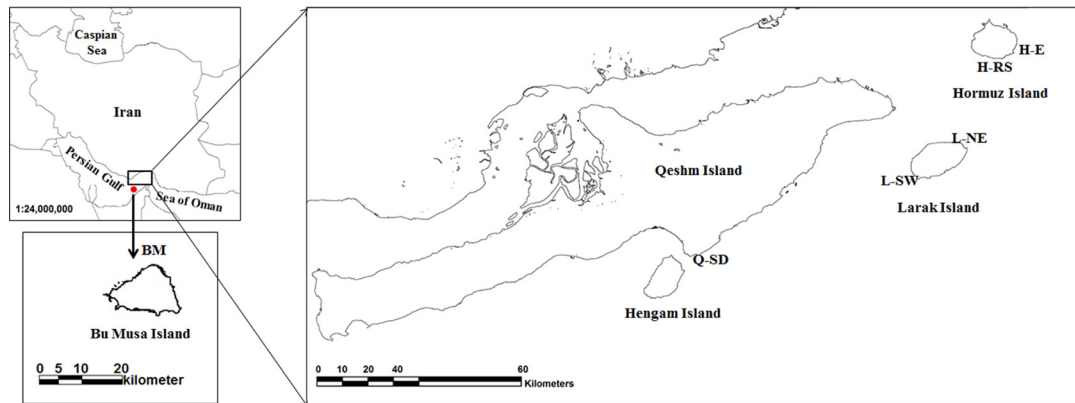 Caspian
Sea
Iran
Persian Gulf
Sea of Oman
1:24,000,000
BM
Bu Musa Island
0 5 10 20
kilometer
H-E
H-RS
Hormuz Island
L-NE
Qeshm Island
L-SW
Larak Island
Q-SD
Hengam Island
0 10 20 40 60
Kilometers